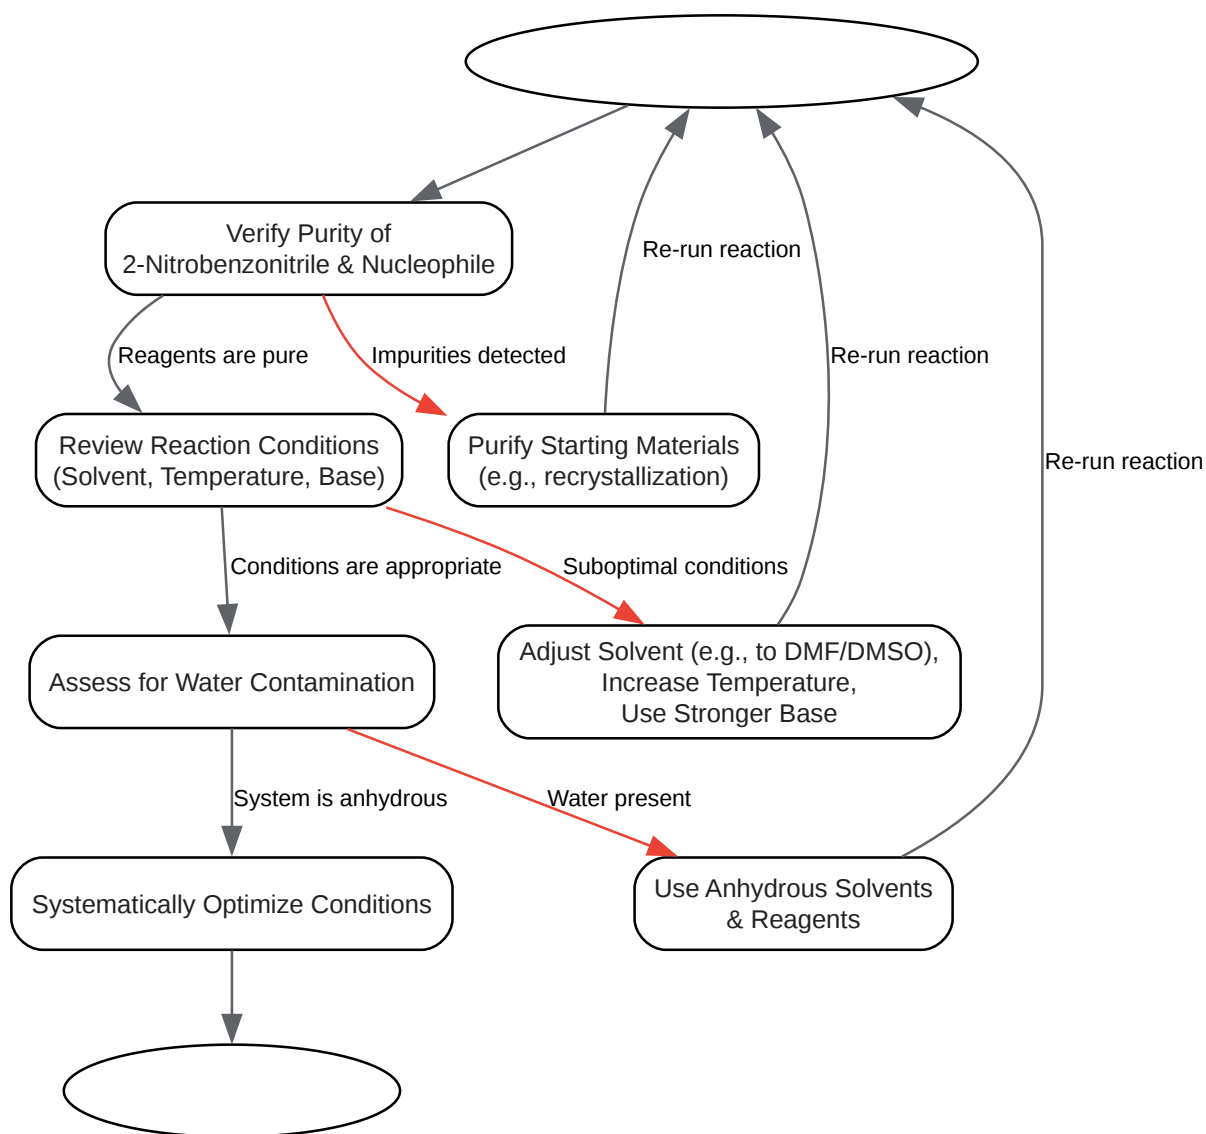 Verify Purity of
2-Nitrobenzonitrile & Nucleophile
Re-run reaction
Reagents are pure
Impurities detected
Re-run reaction
Review Reaction Conditions
(Solvent, Temperature, Base)
Purify Starting Materials
(e.g., recrystallization)
Re-run reaction
Conditions are appropriate
Suboptimal conditions
Assess for Water Contamination
Adjust Solvent (e.g., to DMF/DMSO),
Increase Temperature,
Use Stronger Base
System is anhydrous
Water present
Systematically Optimize Conditions
Use Anhydrous Solvents
& Reagents